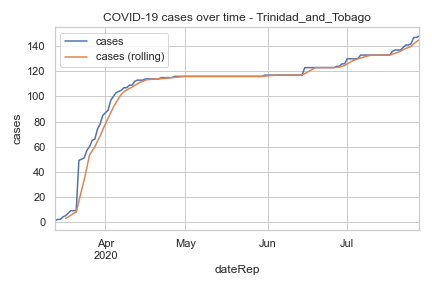 COVID-19 cases over time - Trinidad_and_Tobago
cases
cases (rolling)
cases
140
120
100
80
60
40
20
0
Apr
2020
May
Jun
Jul
dateRep